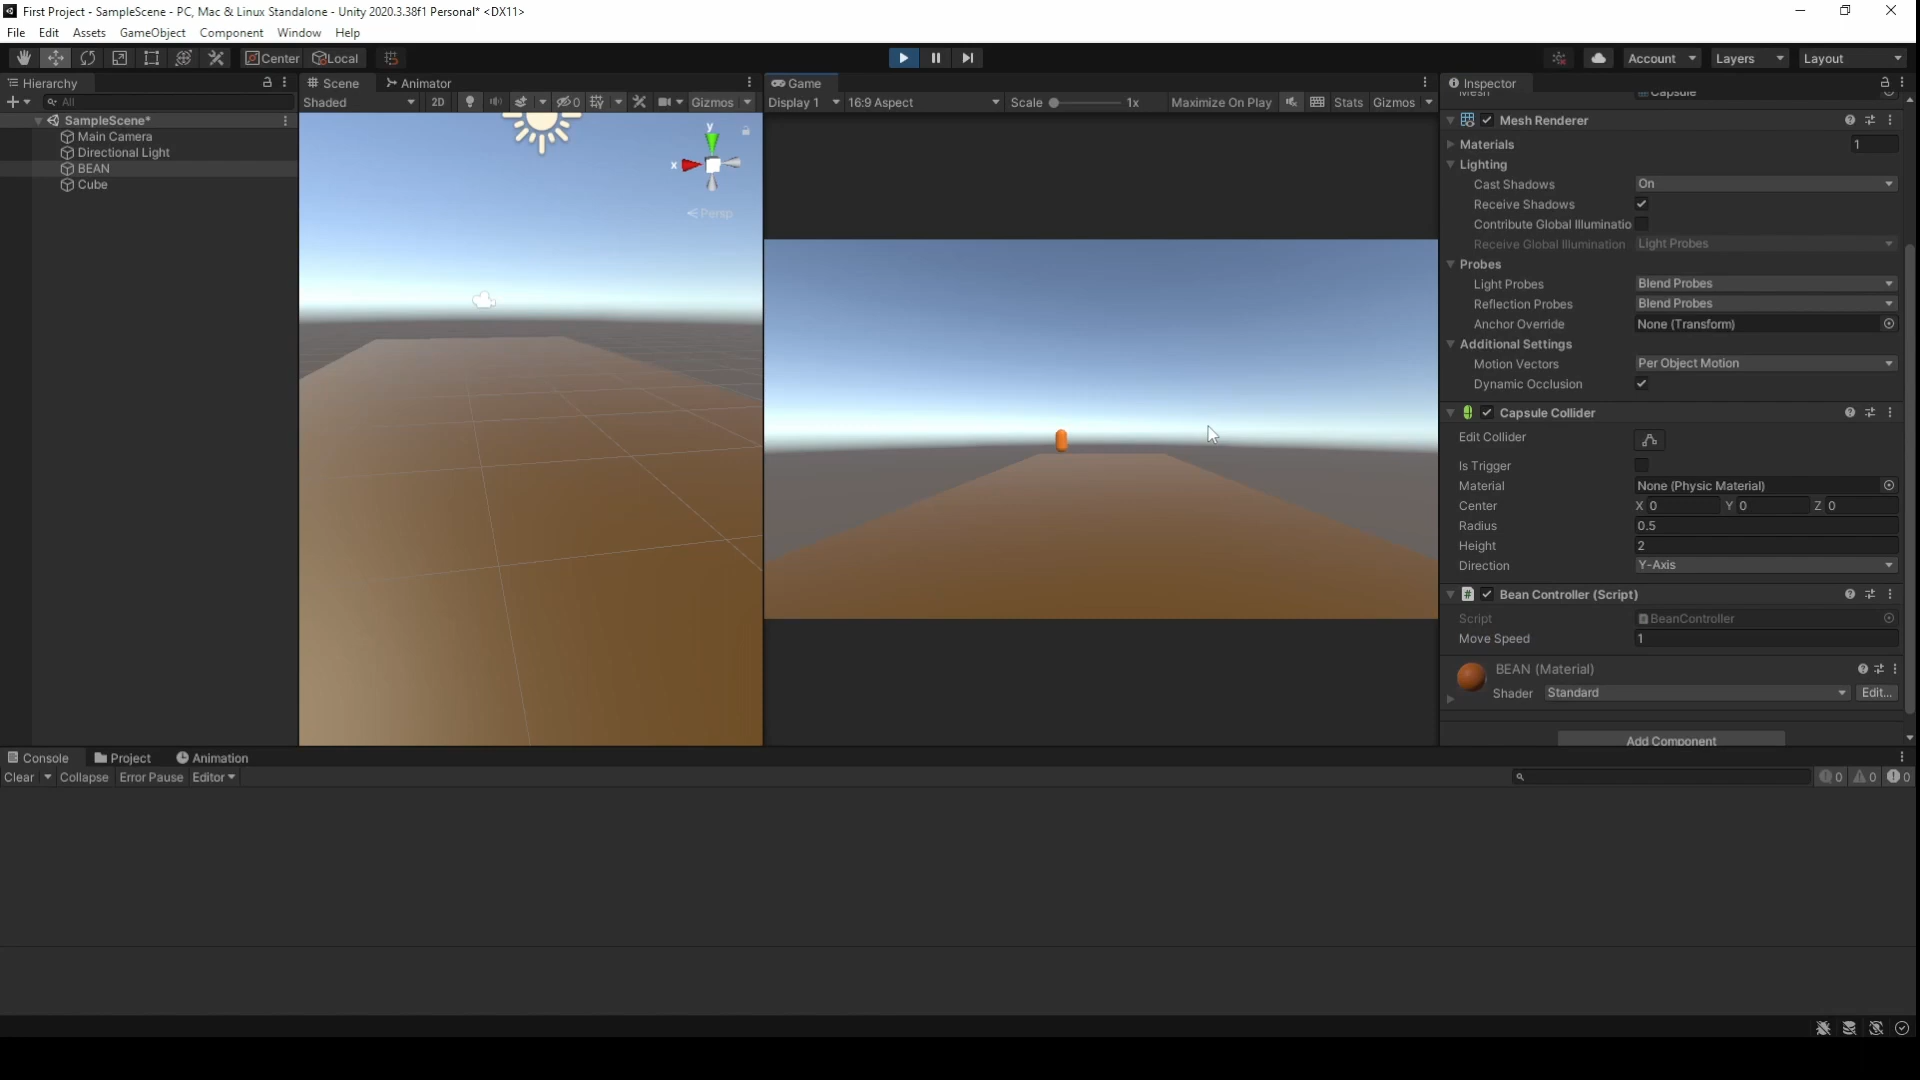 First Project - SampleScene - PC, Mac & Linux Standalone - Unity 2020.3.38f1 Personal* <DX11>
File Edit Assets GameObject Component Window Help
Center Local Account Layers Layout
Hierarchy Scene Animator Game Inspector
All Shaded 2D 0 Gizmos Display 1 16:9 Aspect Scale 1x Maximize On Play Stats Gizmos
Mesh Capsule
SampleScene*
Main Camera
Directional Light
BEAN
Cube
y
x
Persp
Mesh Renderer
Materials 1
Lighting
Cast Shadows On
Receive Shadows
Contribute Global Illuminatio
Receive Global Illumination Light Probes
Probes
Light Probes Blend Probes
Reflection Probes Blend Probes
Anchor Override None (Transform)
Additional Settings
Motion Vectors Per Object Motion
Dynamic Occlusion
Capsule Collider
Edit Collider
Is Trigger
Material None (Physic Material)
Center X 0 Y 0 Z 0
Radius 0.5
Height 2
Direction Y-Axis
# Bean Controller (Script)
Script BeanController
Move Speed 1
BEAN (Material)
Shader Standard Edit...
Add Component
Console Project Animation
Clear Collapse Error Pause Editor 0 0 0